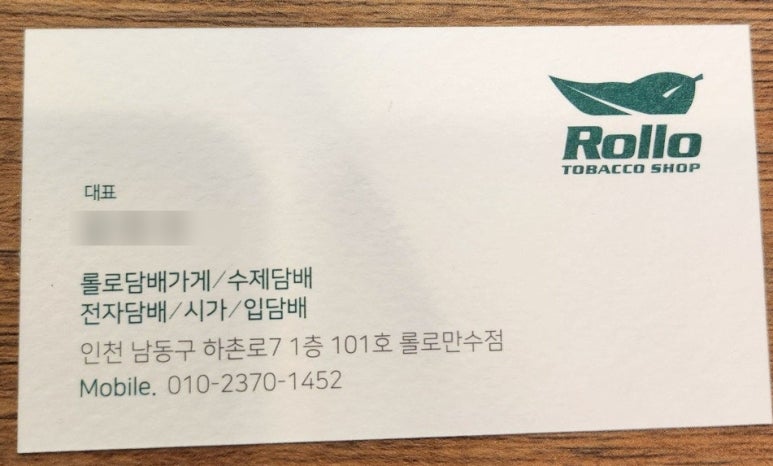 Rollo
TOBACCO SHOP
대표
롤로담배가게/수제담배
전자담배/시가/입담배
인천 남동구 하촌로7 1층 101호 롤로만수점
Mobile. 010-2370-1452